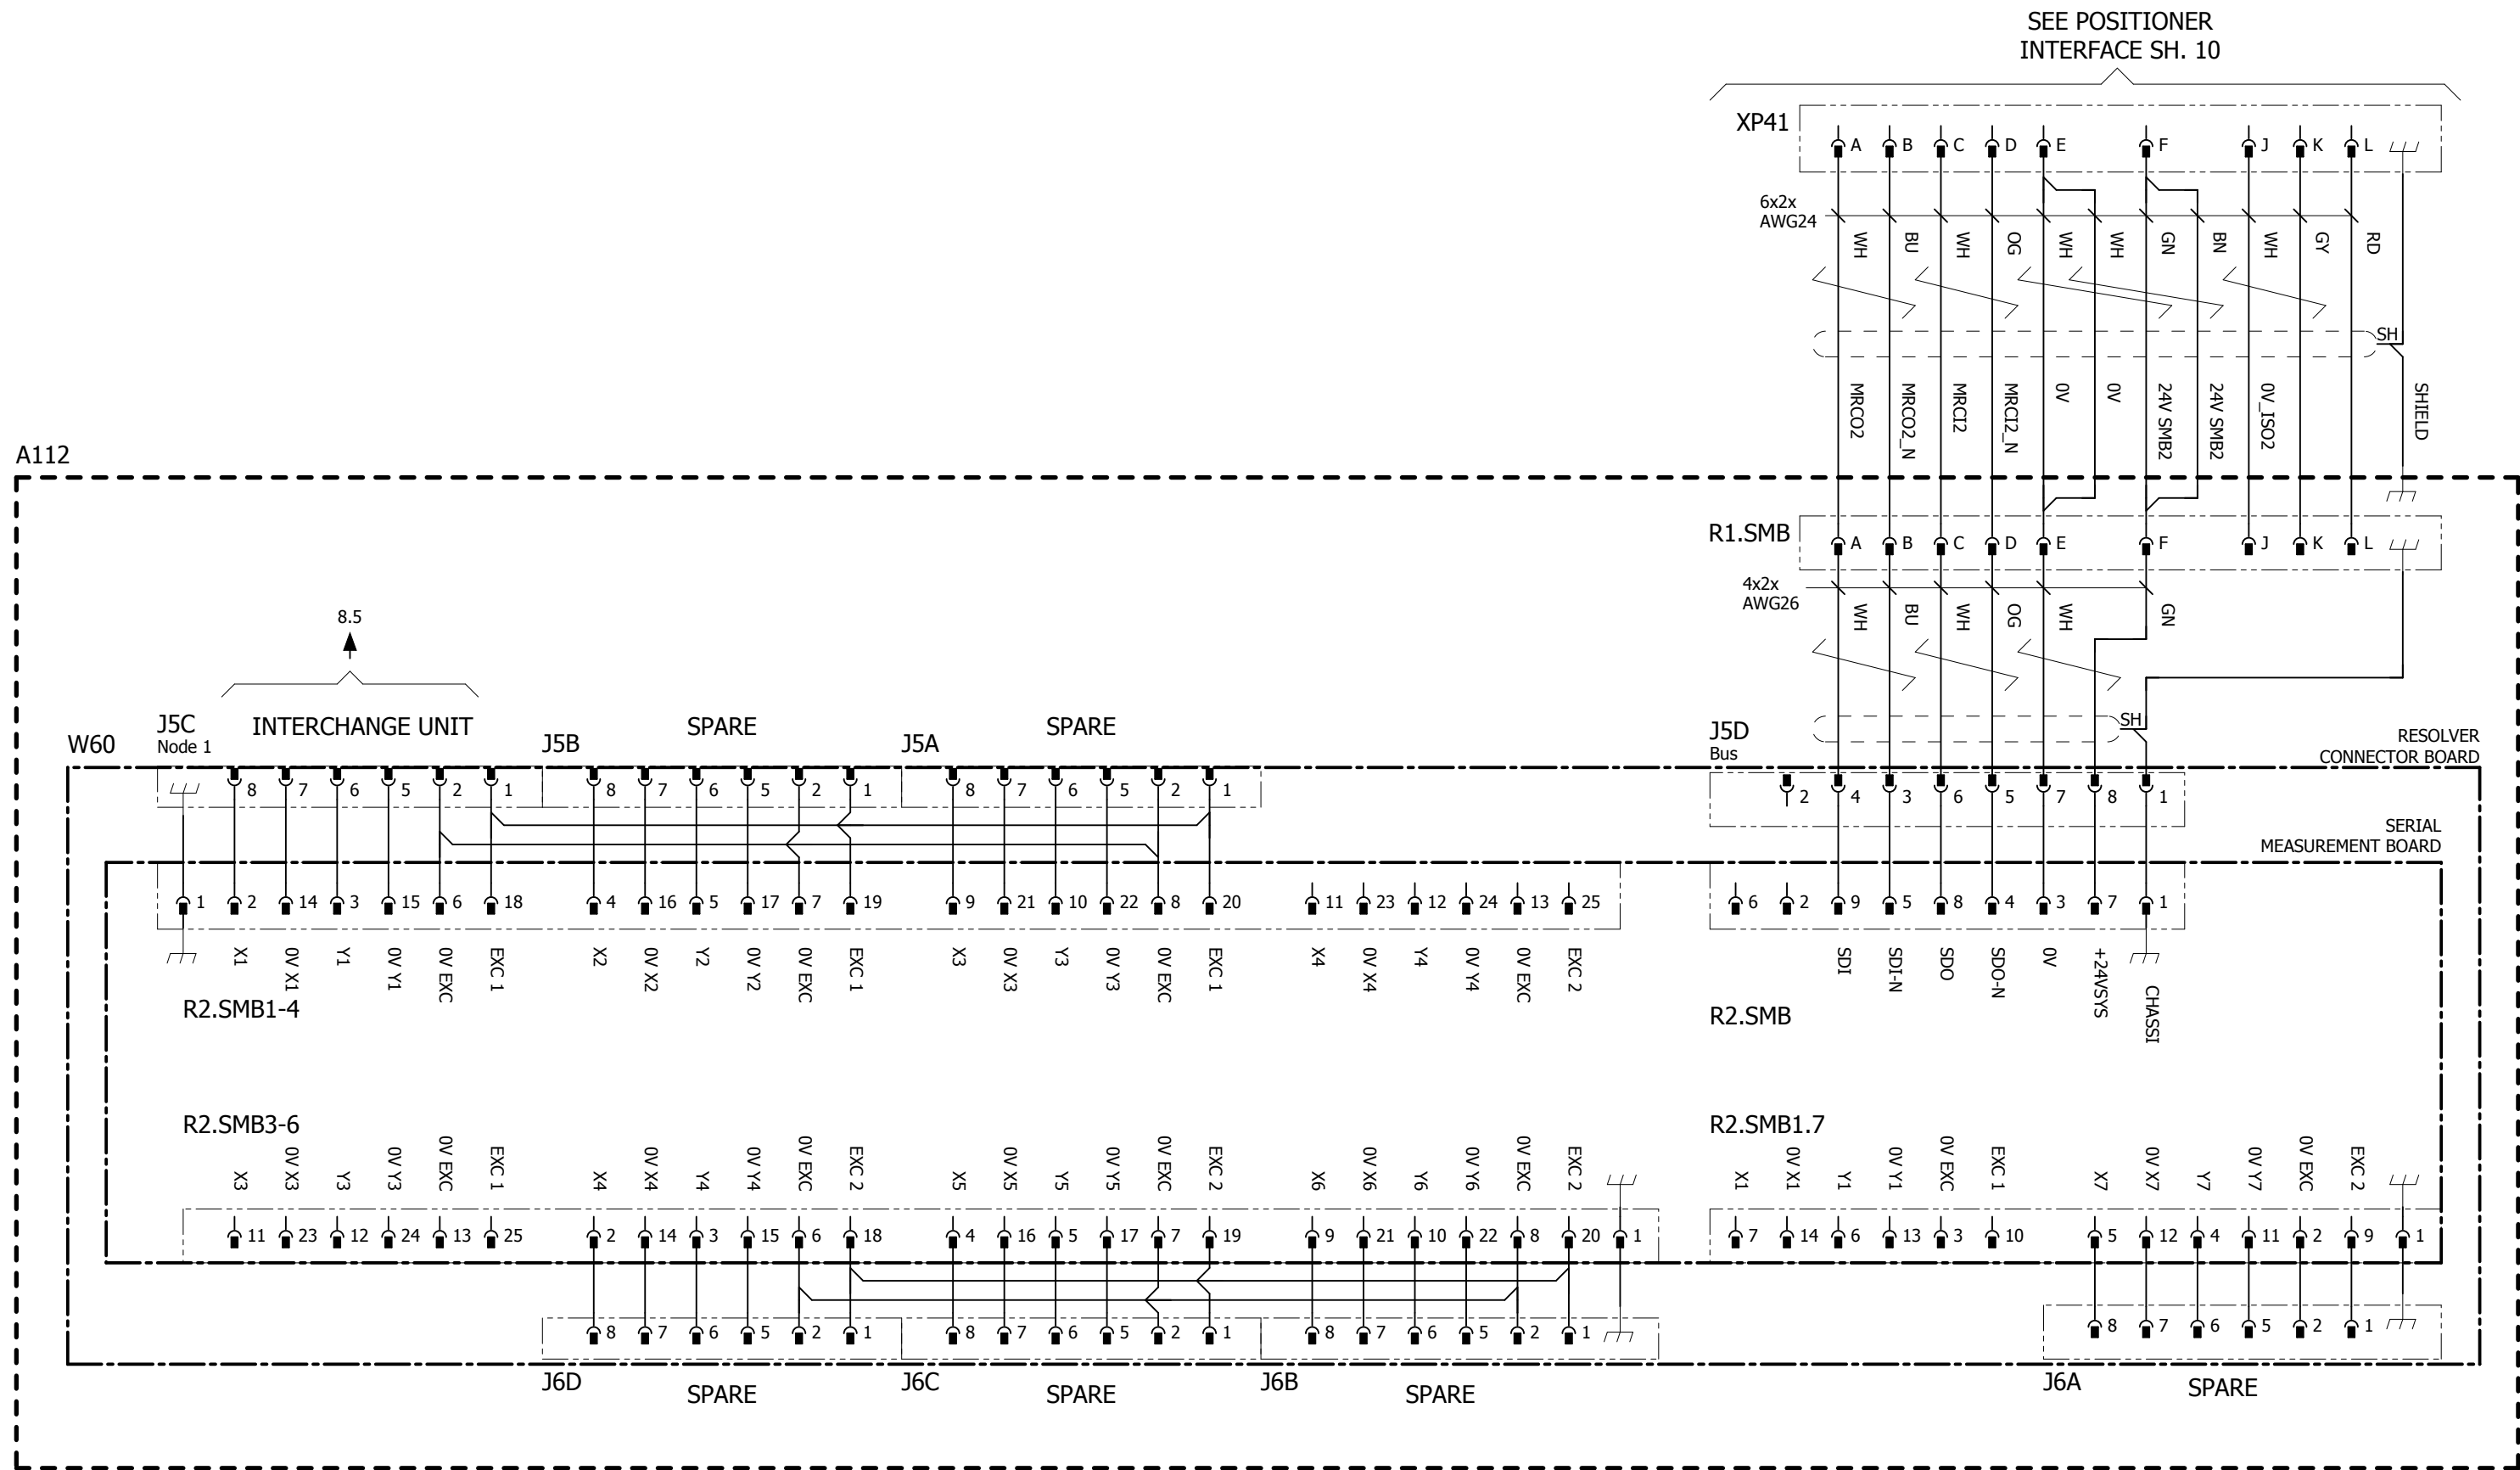 SEE POSITIONER
INTERFACE SH. 10
XP41
A B C D E F J K L
6x2x
AWG24
WH BU WH OG WH WH GN BN WH GY RD
SH
MRCO2 MRCO2_N MRCI2 MRCI2_N 0V 0V 24V SMB2 24V SMB2 0V_ISO2 SHIELD
A112
R1.SMB
A B C D E F J K L
4x2x
AWG26
WH BU WH OG WH GN
8.5
SH
J5C INTERCHANGE UNIT SPARE SPARE
Node 1
W60 J5B J5A
J5D
Bus
RESOLVER
CONNECTOR BOARD
8 7 6 5 2 1 8 7 6 5 2 1 8 7 6 5 2 1
2 4 3 6 5 7 8 1
SERIAL
MEASUREMENT BOARD
1 2 14 3 15 6 18 4 16 5 17 7 19 9 21 10 22 8 20 11 23 12 24 13 25
6 2 9 5 8 4 3 7 1
X1 0V X1 Y1 0V Y1 0V EXC EXC 1 X2 0V X2 Y2 0V Y2 0V EXC EXC 1 X3 0V X3 Y3 0V Y3 0V EXC EXC 1 X4 0V X4 Y4 0V Y4 0V EXC EXC 2
SDI SDI-N SDO SDO-N 0V +24VSYS CHASSI
R2.SMB1-4
R2.SMB
R2.SMB3-6
R2.SMB1.7
X3 0V X3 Y3 0V Y3 0V EXC EXC 1 X4 0V X4 Y4 0V Y4 0V EXC EXC 2 X5 0V X5 Y5 0V Y5 0V EXC EXC 2 X6 0V X6 Y6 0V Y6 0V EXC EXC 2
X1 0V X1 Y1 0V Y1 0V EXC EXC 1 X7 0V X7 Y7 0V Y7 0V EXC EXC 2
11 23 12 24 13 25 2 14 3 15 6 18 4 16 5 17 7 19 9 21 10 22 8 20 1
7 14 6 13 3 10 5 12 4 11 2 9 1
8 7 6 5 2 1 8 7 6 5 2 1 8 7 6 5 2 1
8 7 6 5 2 1
J6D SPARE J6C SPARE J6B SPARE J6A SPARE